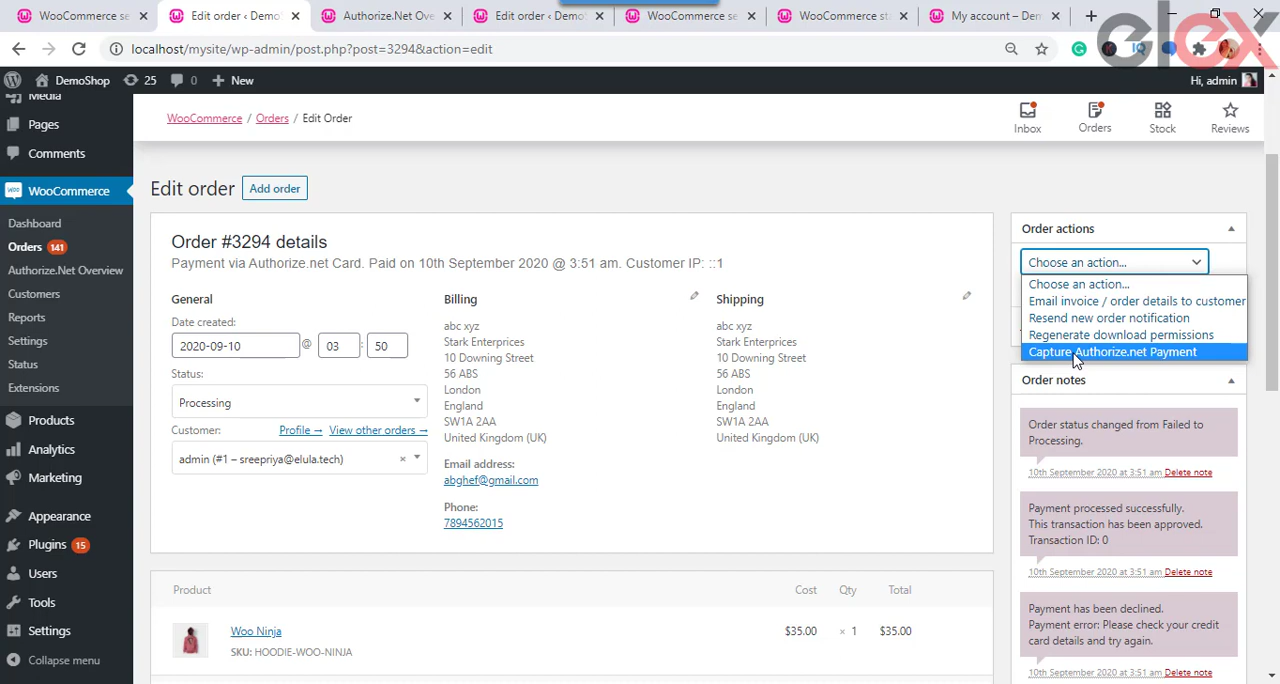 WooCommerce se
Edit order ‹ Demo
Authorize.Net Ove
Edit order ‹ Demo
WooCommerce se
WooCommerce sta
My account – Dem
elex
localhost/mysite/wp-admin/post.php?post=3294&action=edit
DemoShop
25
0
New
Hi, admin
Media
Pages
Comments
WooCommerce
Dashboard
Orders 141
Authorize.Net Overview
Customers
Reports
Settings
Status
Extensions
Products
Analytics
Marketing
Appearance
Plugins 15
Users
Tools
Settings
Collapse menu
WooCommerce / Orders / Edit Order
Inbox
Orders
Stock
Reviews
Edit order
Add order
Order #3294 details
Payment via Authorize.net Card. Paid on 10th September 2020 @ 3:51 am. Customer IP: ::1
General
Date created:
2020-09-10 @ 03 : 50
Status:
Processing
Customer:
Profile →
View other orders →
admin (#1 – sreepriya@elula.tech)
×
Billing
abc xyz
Stark Enterprices
10 Downing Street
56 ABS
London
England
SW1A 2AA
United Kingdom (UK)
Email address:
abghef@gmail.com
Phone:
7894562015
Shipping
abc xyz
Stark Enterprices
10 Downing Street
56 ABS
London
England
SW1A 2AA
United Kingdom (UK)
Product
Cost
Qty
Total
Woo Ninja
$35.00
× 1
$35.00
SKU: HOODIE-WOO-NINJA
Order actions
Choose an action...
Choose an action...
Email invoice / order details to customer
Resend new order notification
Regenerate download permissions
Capture Authorize.net Payment
Order notes
Order status changed from Failed to
Processing.
10th September 2020 at 3:51 am Delete note
Payment processed successfully.
This transaction has been approved.
Transaction ID: 0
10th September 2020 at 3:51 am Delete note
Payment has been declined.
Payment error: Please check your credit
card details and try again.
10th September 2020 at 3:51 am Delete note